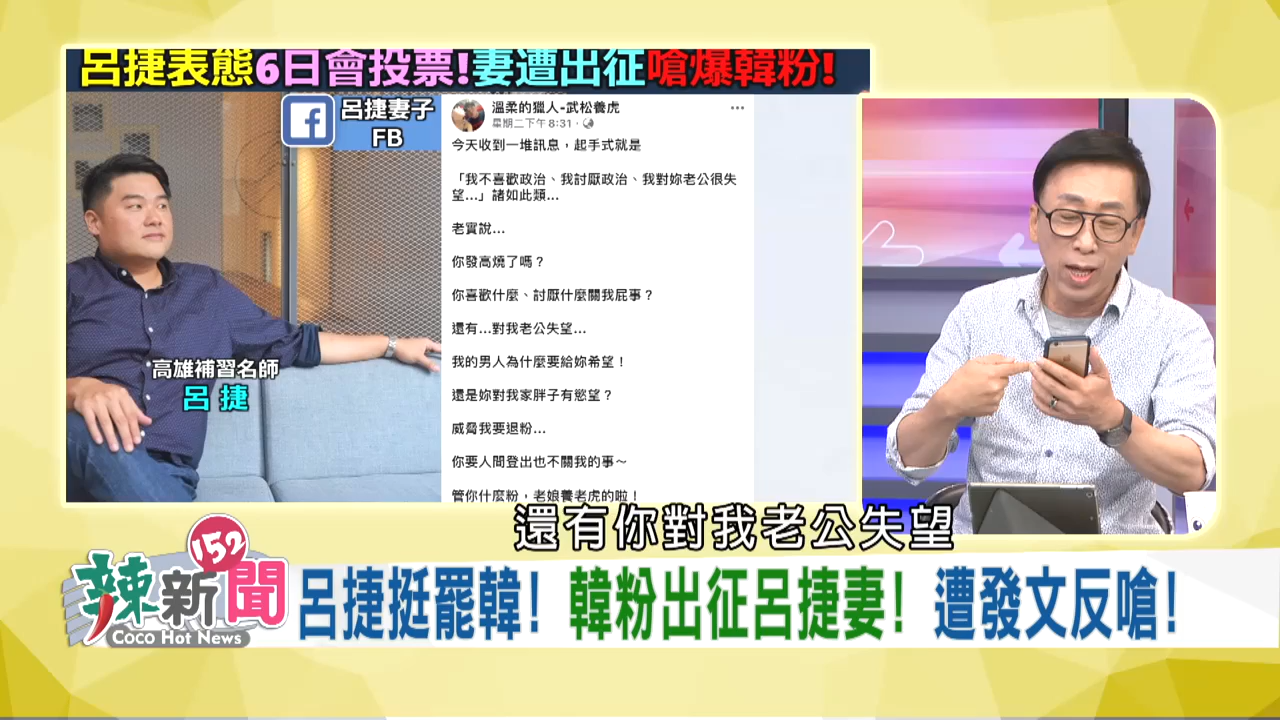 呂捷表態6日會投票!妻遭出征嗆爆韓粉!
呂捷妻子
FB
溫柔的獵人-武松養虎
星期二下午8:31
今天收到一堆訊息，起手式就是
「我不喜歡政治、我討厭政治、我對妳老公很失
望...」諸如此類...
老實說...
你發高燒了嗎？
你喜歡什麼、討厭什麼關我屁事？
還有...對我老公失望...
我的男人為什麼要給妳希望！
還是妳對我家胖子有慾望？
威脅我要退粉...
你要人間登出也不關我的事～
管你什麼粉，老娘養老虎的啦！
高雄補習名師
呂捷
還有你對我老公失望
152
辣新聞
Coco Hot News
呂捷挺罷韓! 韓粉出征呂捷妻! 遭發文反嗆!